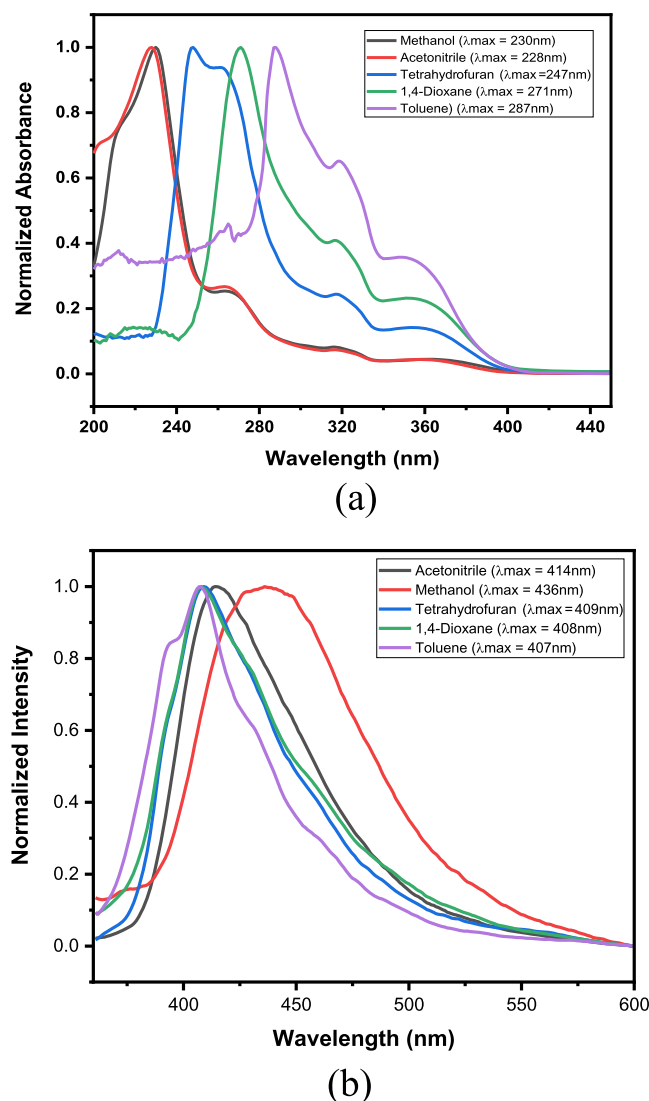 Methanol (λmax = 230nm)
Acetonitrile (λmax = 228nm)
Tetrahydrofuran (λmax =247nm)
1,4-Dioxane (λmax = 271nm)
Toluene) (λmax = 287nm)
Normalized Absorbance
1.0
0.8
0.6
0.4
0.2
0.0
200 240 280 320 360 400 440
Wavelength (nm)
(a)
Acetonitrile (λmax = 414nm)
Methanol (λmax = 436nm)
Tetrahydrofuran (λmax=409nm)
1,4-Dioxane (λmax = 408nm)
Toluene (λmax = 407nm)
Normalized Intensity
1.0
0.8
0.6
0.4
0.2
0.0
400 450 500 550 600
Wavelength (nm)
(b)